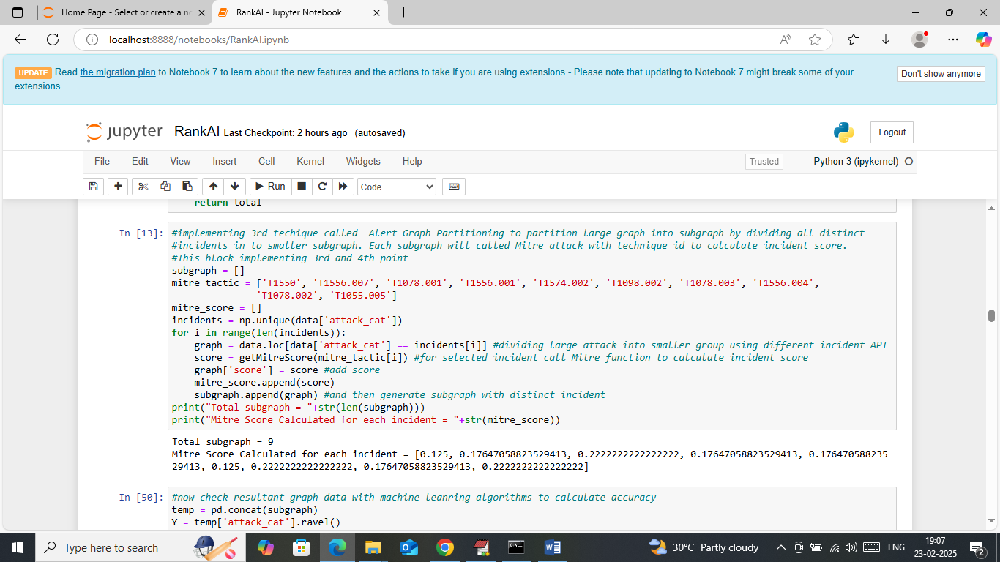 Home Page - Select or create a no
RankAI - Jupyter Notebook
localhost:8888/notebooks/RankAI.ipynb
UPDATE Read the migration plan to Notebook 7 to learn about the new features and the actions to take if you are using extensions - Please note that updating to Notebook 7 might break some of your
extensions.
Don't show anymore
jupyter RankAI Last Checkpoint: 2 hours ago (autosaved)
Logout
File Edit View Insert Cell Kernel Widgets Help
Trusted
Python 3 (ipykernel)
Run
Code
return total
In [13]:
#implementing 3rd techique called  Alert Graph Partitioning to partition large graph into subgraph by dividing all distinct
#incidents in to smaller subgraph. Each subgraph will called Mitre attack with technique id to calculate incident score.
#This block implementing 3rd and 4th point
subgraph = []
mitre_tactic = ['T1550', 'T1556.007', 'T1078.001', 'T1556.001', 'T1574.002', 'T1098.002', 'T1078.003', 'T1556.004',
'T1078.002', 'T1055.005']
mitre_score = []
incidents = np.unique(data['attack_cat'])
for i in range(len(incidents)):
graph = data.loc[data['attack_cat'] == incidents[i]] #dividing large attack into smaller group using different incident APT
score = getMitreScore(mitre_tactic[i]) #for selected incident call Mitre function to calculate incident score
graph['score'] = score #add score
mitre_score.append(score)
subgraph.append(graph) #and then generate subgraph with distinct incident
print("Total subgraph = "+str(len(subgraph)))
print("Mitre Score Calculated for each incident = "+str(mitre_score))
Total subgraph = 9
Mitre Score Calculated for each incident = [0.125, 0.17647058823529413, 0.2222222222222222, 0.17647058823529413, 0.176470588235
29413, 0.125, 0.2222222222222222, 0.17647058823529413, 0.2222222222222222]
In [50]:
#now check resultant graph data with machine leanring algorithms to calculate accuracy
temp = pd.concat(subgraph)
Y = temp['attack_cat'].ravel()
Type here to search
30°C Partly cloudy
ENG
19:07
23-02-2025
2